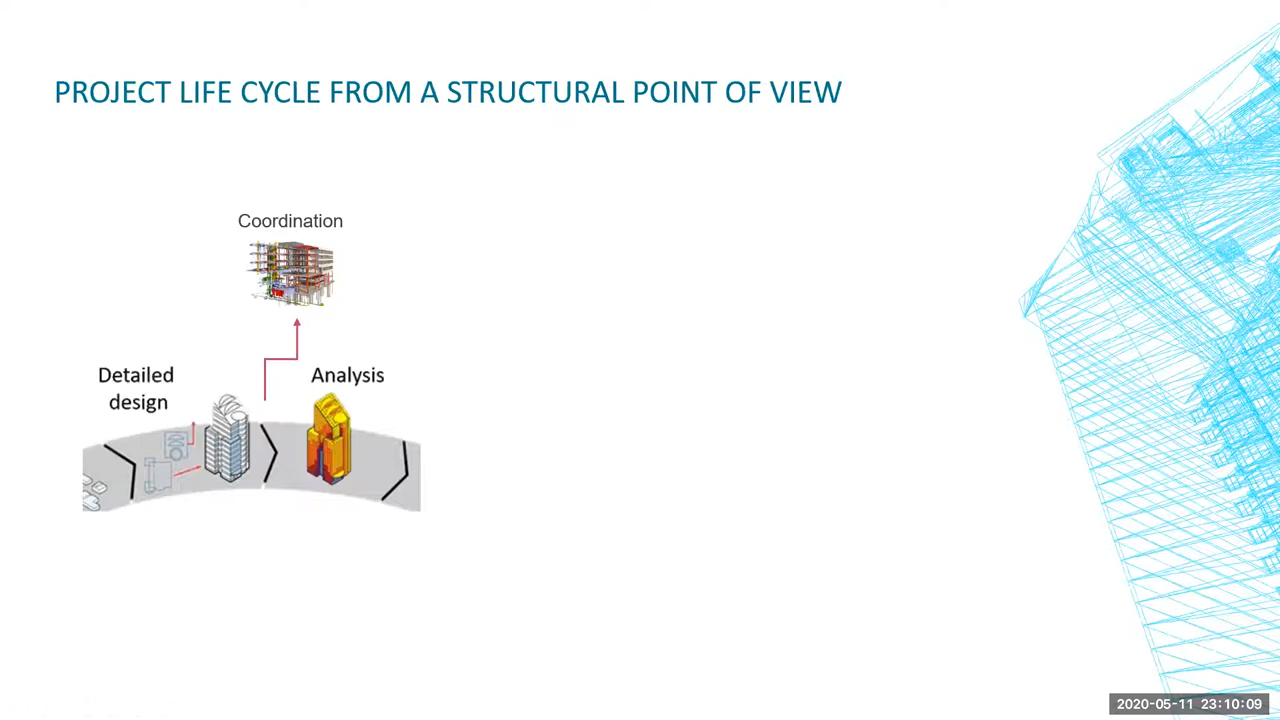 PROJECT LIFE CYCLE FROM A STRUCTURAL POINT OF VIEW
Coordination
Detailed
design
Analysis
2020-05-11 23:10:09